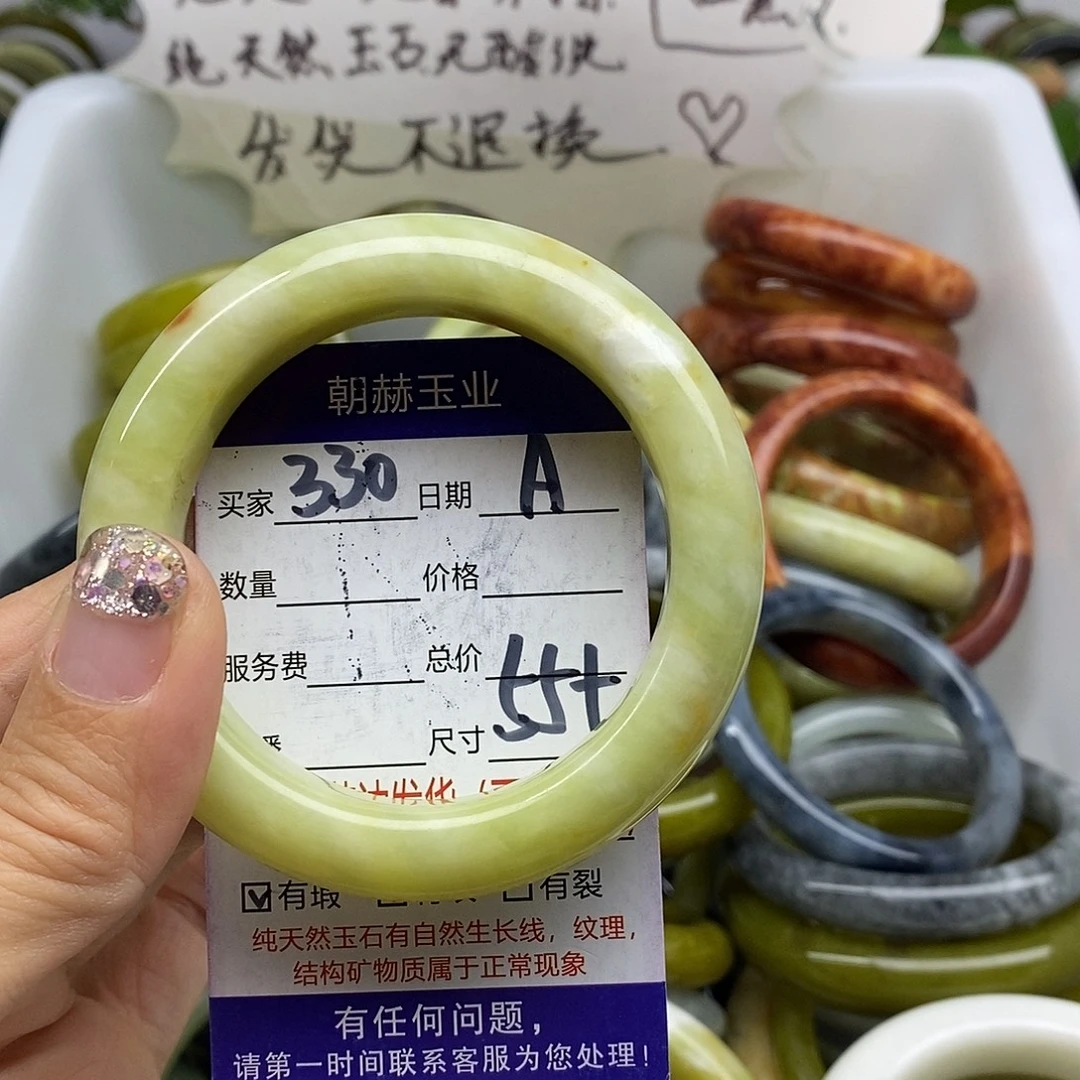 纯天然玉石无酸洗
发货不退换
朝赫玉业
买家 330 日期 A
数量 价格
服务费 总价
尺寸 55+
有瑕 有裂
纯天然玉石有自然生长线，纹理，
结构矿物质属于正常现象
有任何问题，
请第一时间联系客服为您处理！